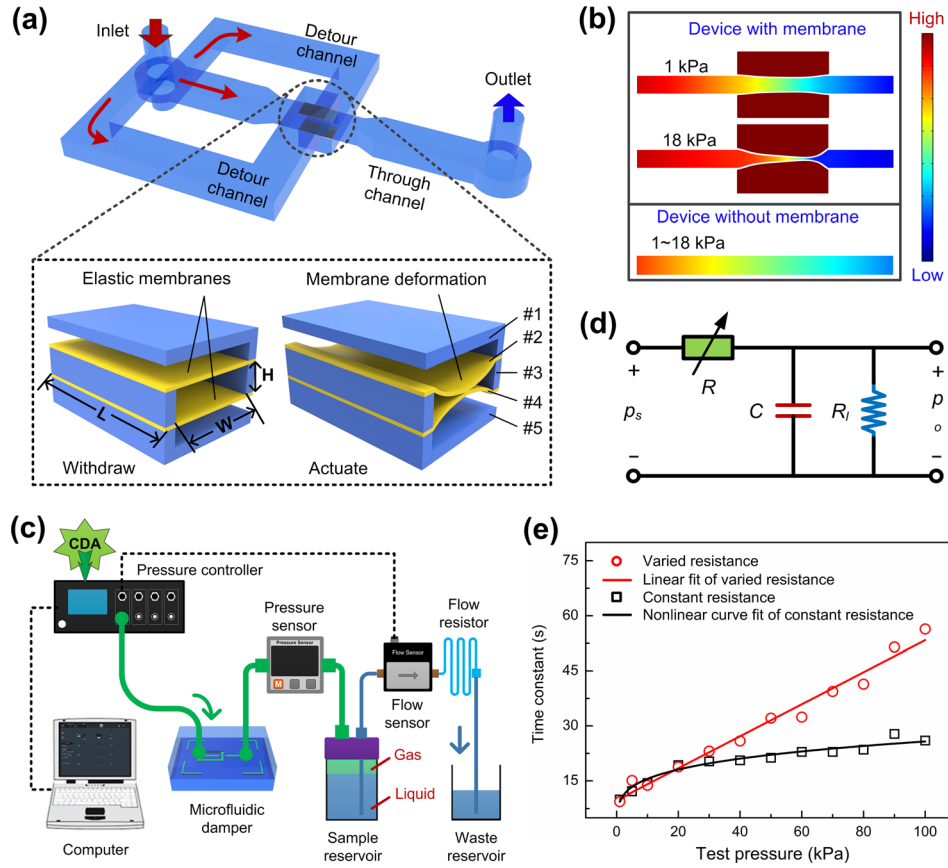 (a)
Inlet
Detour
channel
Outlet
Detour
channel
Through
channel
Elastic membranes
Membrane deformation
#1
#2
#3
#4
#5
H
L
W
Withdraw
Actuate
(b)
Device with membrane
1 kPa
18 kPa
Device without membrane
1~18 kPa
High
Low
(d)
+
R
+
p_s
C
R_l
p
o
−
−
(c)
CDA
Pressure controller
Pressure
sensor
Pressure Sensor
M
Flow
resistor
Flow Sensor
Flow
sensor
Gas
Liquid
Computer
Microfluidic
damper
Sample
reservoir
Waste
reservoir
(e)
Time constant (s)
75
60
45
30
15
Varied resistance
Linear fit of varied resistance
Constant resistance
Nonlinear curve fit of constant resistance
0 20 40 60 80 100
Test pressure (kPa)